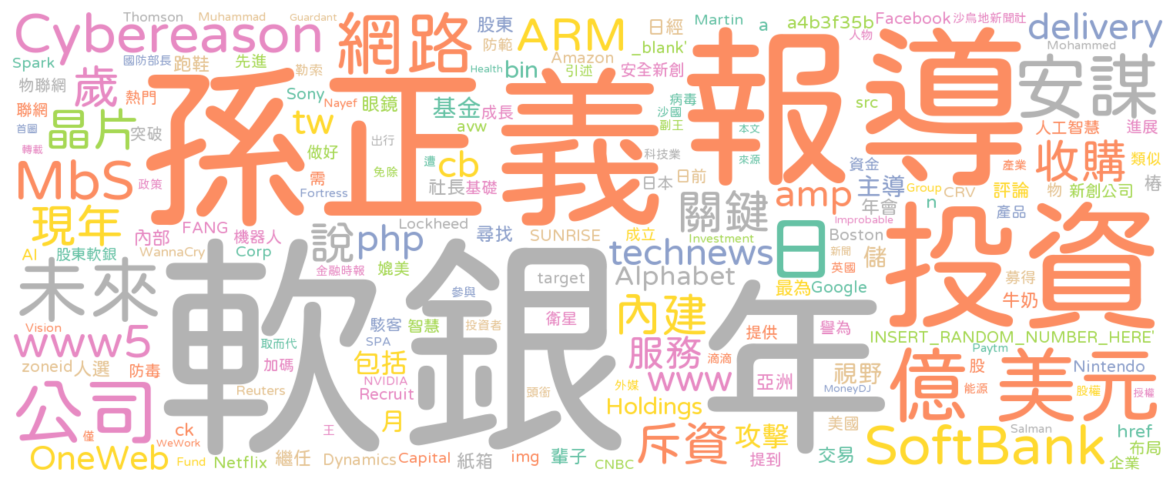 Thomson
Muhammad
Guardant
股東
日經
Martin
a
a4b3f35b
Facebook
沙烏地新聞社
delivery
Cybereason
網路
ARM
國防部長
跑鞋
先進
防範
_blank'
人物
Mohammed
Spark
勒索
Health
bin
引述
Amazon
安全新創
報導
安謀
物聯網
歲
熱門
Sony
Nayef
眼鏡
基金
成長
病毒
沙國
src
聯網
晶片
突破
孫正義
tw
avw
副王
人工智慧
進展
首圖
做好
出行
cb
科技業
本文
收購
類似
轉載
免除
遭
來源
資金
產業
MbS
政策
需
Fortress
社長
基礎
日本
日前
amp
主導
Group
CRV
評論
物
新創公司
椿
年會
n
產品
現年
FANG
機器人
Lockheed
關鍵
Improbable
Boston
內部
說
php
尋找
SUNRISE
成立
Investment
日
新聞
投資
AI
股東軟銀
WannaCry
Corp
technews
儲
英國
金融時報
媲美
target
Alphabet
最為
Google
募得
牛奶
未來
軟銀
年
參與
內建
衛星
提供
譽為
INSERT_RANDOM_NUMBER_HERE'
Vision
駭客
智慧
投資者
www5
取而代
SPA
服務
滴滴
Paytm
zoneid
人選
防毒
加碼
包括
億
美元
股
Nintendo
NVIDIA
www
亞洲
視野
能源
公司
Reuters
Recruit
頭銜
外媒
MoneyDJ
股權
授權
僅
ck
王
月
Holdings
美國
Salman
href
WeWork
斥資
攻擊
SoftBank
布局
OneWeb
Fund
Netflix
繼任
Dynamics
Capital
紙箱
img
輩子
CNBC
提到
交易
企業